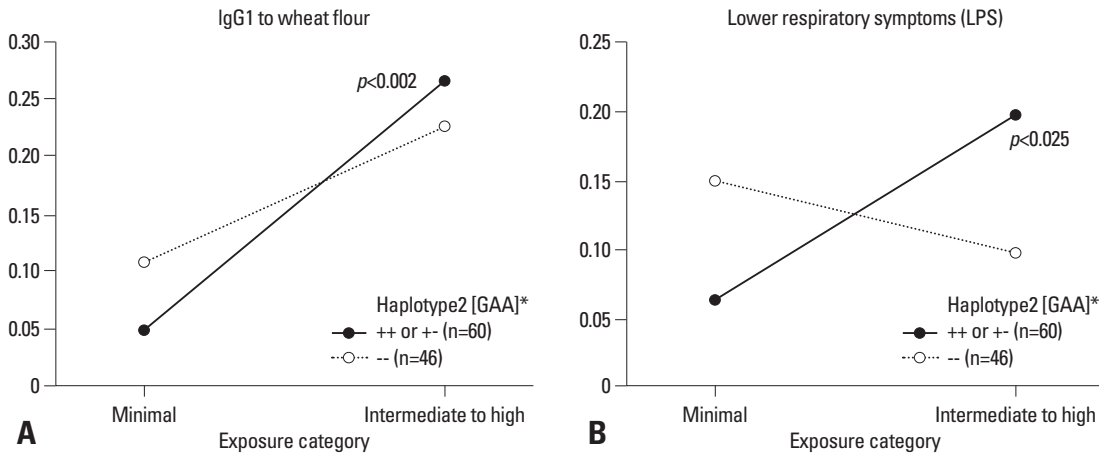 IgG1 to wheat flour
0.30
0.25
0.20
0.15
0.10
0.05
0
p<0.002
Haplotype2 [GAA]*
++ or +- (n=60)
-- (n=46)
Minimal
Intermediate to high
Exposure category
A
Lower respiratory symptoms (LPS)
0.25
0.20
0.15
0.10
0.05
0
p<0.025
Haplotype2 [GAA]*
++ or +- (n=60)
-- (n=46)
Minimal
Intermediate to high
Exposure category
B